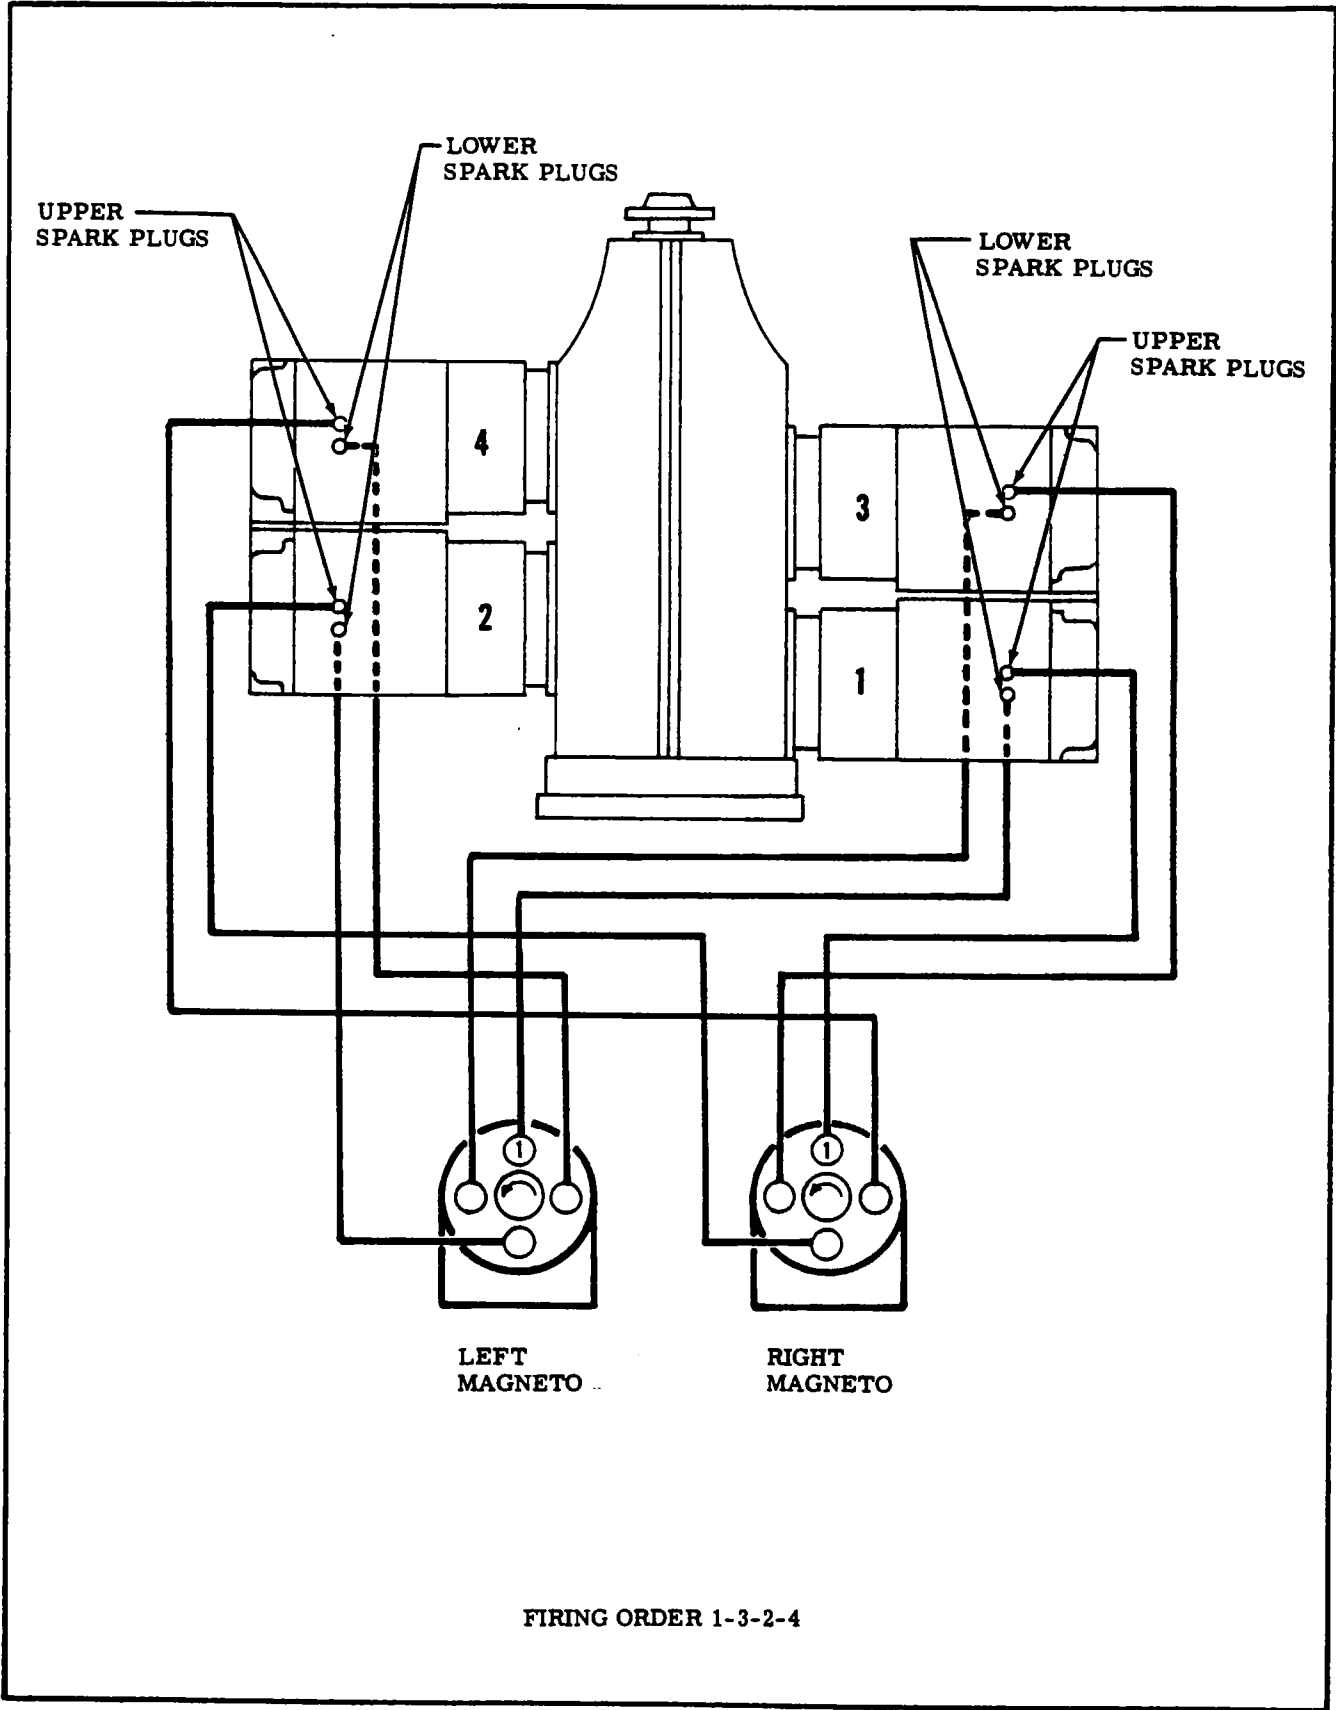 LOWER
SPARK PLUGS
UPPER
SPARK PLUGS
LOWER
SPARK PLUGS
UPPER
SPARK PLUGS
4
3
2
1
1
1
LEFT
MAGNETO
RIGHT
MAGNETO
FIRING ORDER 1-3-2-4